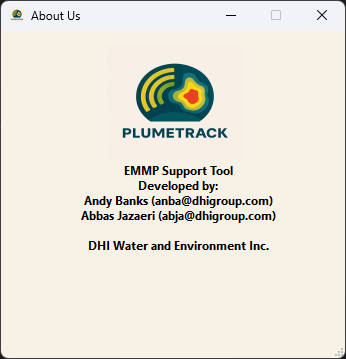 About Us
PLUMETRACK
EMMP Support Tool
Developed by:
Andy Banks (anba@dhigroup.com)
Abbas Jazaeri (abja@dhigroup.com)
DHI Water and Environment Inc.